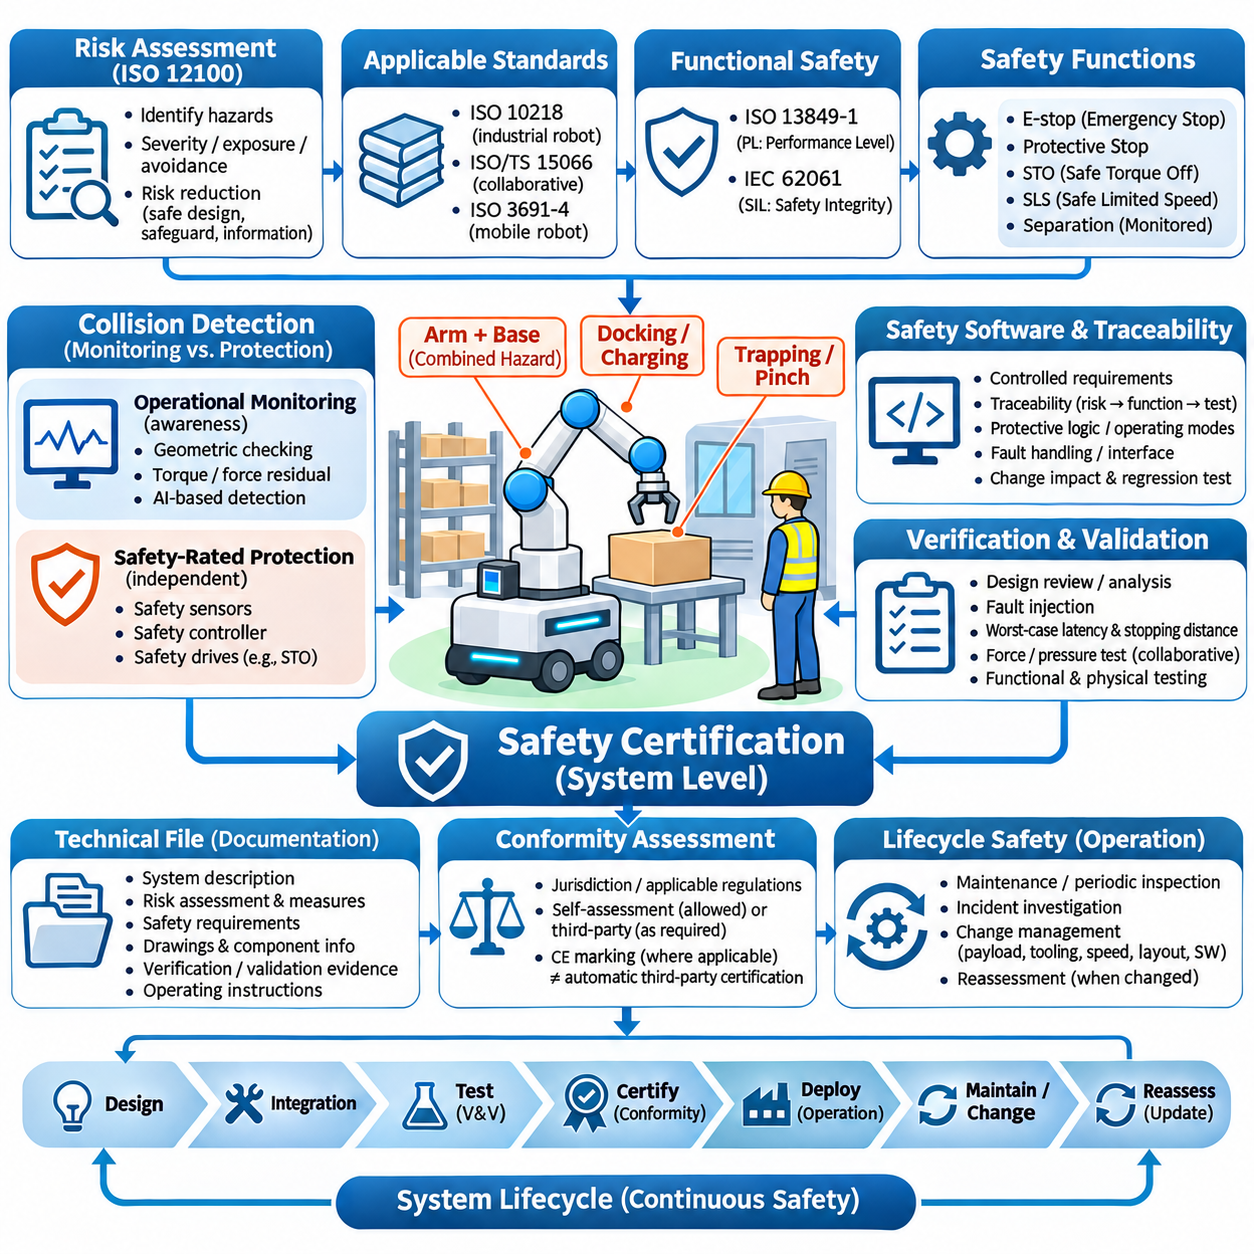 Risk Assessment
(ISO 12100)
• Identify hazards
• Severity / exposure /
avoidance
• Risk reduction
(safe design,
safeguard, information)
Applicable Standards
• ISO 10218
(industrial robot)
• ISO/TS 15066
(collaborative)
• ISO 3691-4
(mobile robot)
Functional Safety
• ISO 13849-1
(PL: Performance Level)
• IEC 62061
(SIL: Safety Integrity)
Safety Functions
• E-stop (Emergency Stop)
• Protective Stop
• STO (Safe Torque Off)
• SLS (Safe Limited Speed)
• Separation (Monitored)
Collision Detection
(Monitoring vs. Protection)
Operational Monitoring
(awareness)
• Geometric checking
• Torque / force residual
• AI-based detection
Safety-Rated Protection
(independent)
• Safety sensors
• Safety controller
• Safety drives (e.g., STO)
Arm + Base
(Combined Hazard)
Docking /
Charging
Trapping /
Pinch
Safety Software & Traceability
</>
• Controlled requirements
• Traceability (risk → function → test)
• Protective logic / operating modes
• Fault handling / interface
• Change impact & regression test
Verification & Validation
• Design review / analysis
• Fault injection
• Worst-case latency & stopping distance
• Force / pressure test (collaborative)
• Functional & physical testing
Safety Certification
(System Level)
Technical File (Documentation)
• System description
• Risk assessment & measures
• Safety requirements
• Drawings & component info
• Verification / validation evidence
• Operating instructions
Conformity Assessment
• Jurisdiction / applicable regulations
• Self-assessment (allowed) or
third-party (as required)
• CE marking (where applicable)
≠ automatic third-party certification
Lifecycle Safety (Operation)
• Maintenance / periodic inspection
• Incident investigation
• Change management
(payload, tooling, speed, layout, SW)
• Reassessment (when changed)
Design
Integration
Test
(V&V)
Certify
(Conformity)
Deploy
(Operation)
Maintain /
Change
Reassess
(Update)
System Lifecycle (Continuous Safety)